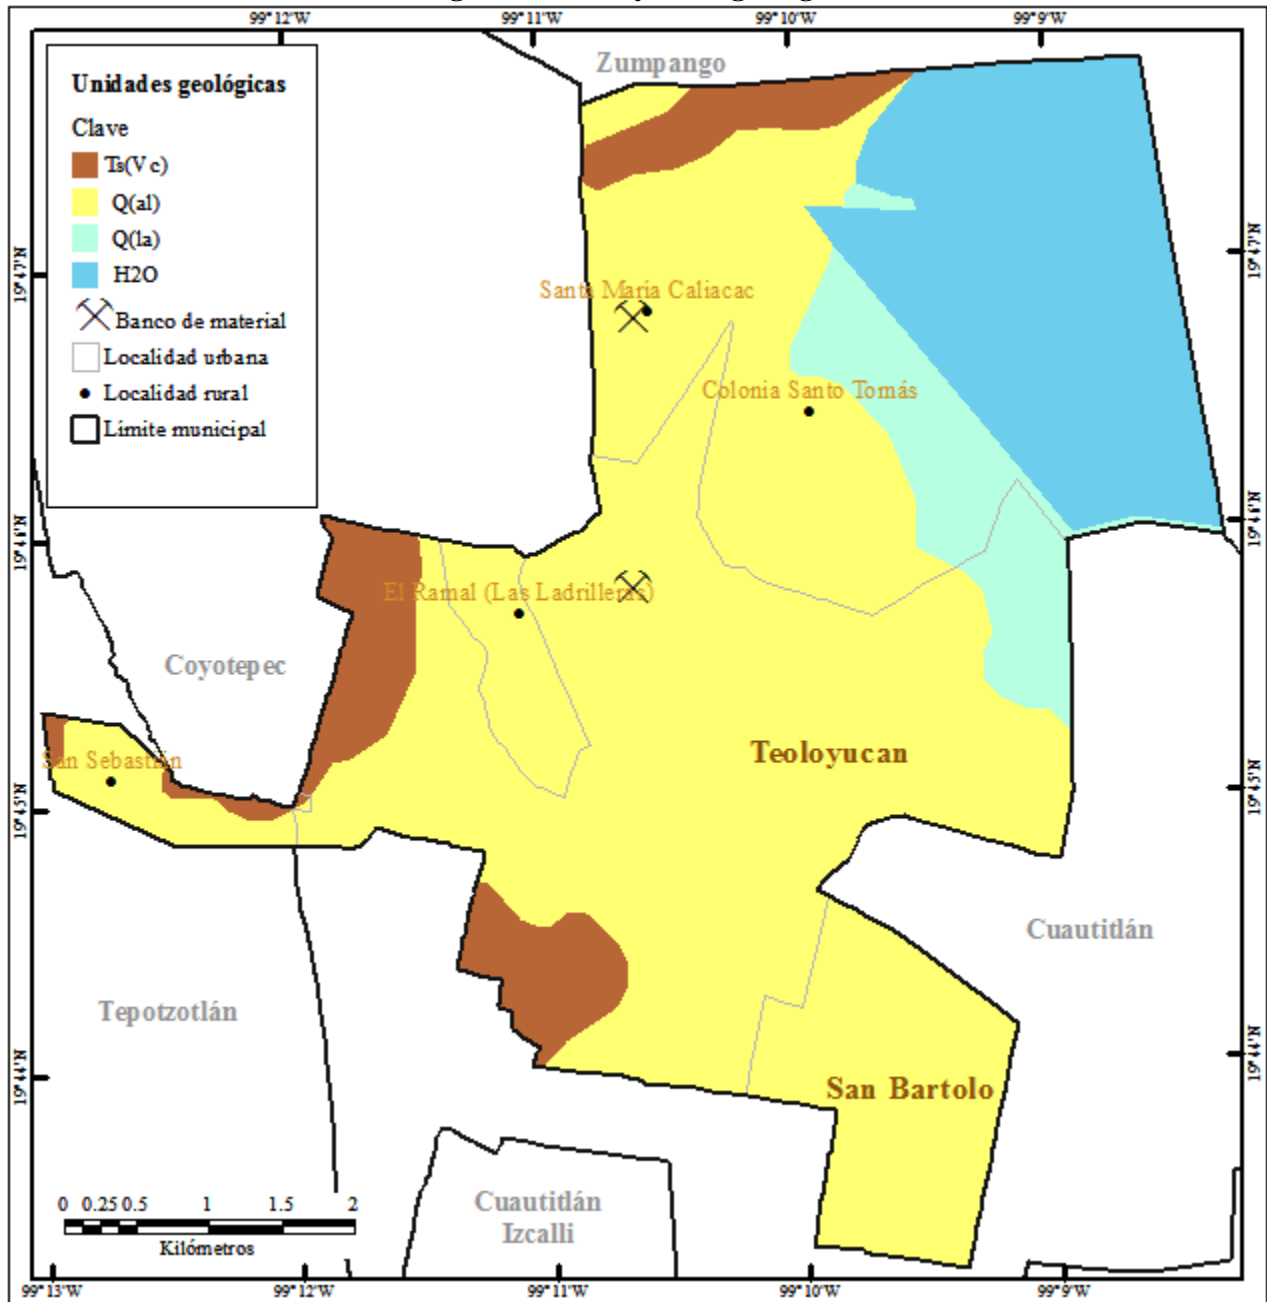 99°12'W 99°11'W 99°10'W 99°9'W
Zumpango
Unidades geológicas
Clave
Ts(Vc)
Q(al)
Q(la)
H2O
Banco de material
Localidad urbana
Localidad rural
Limite municipal
19°47'N
19°47'N
Santa Maria Caliacac
Colonia Santo Tomás
19°46'N
19°46'N
El Ramal (Las Ladrilleras)
Coyotepec
Teoloyucan
San Sebastián
19°45'N
19°45'N
Cuautitlán
Tepotzotlán
19°44'N
19°44'N
San Bartolo
Cuautitlán
Izcalli
0 0.25 0.5 1 1.5 2
Kilómetros
99°13'W 99°12'W 99°11'W 99°10'W 99°9'W